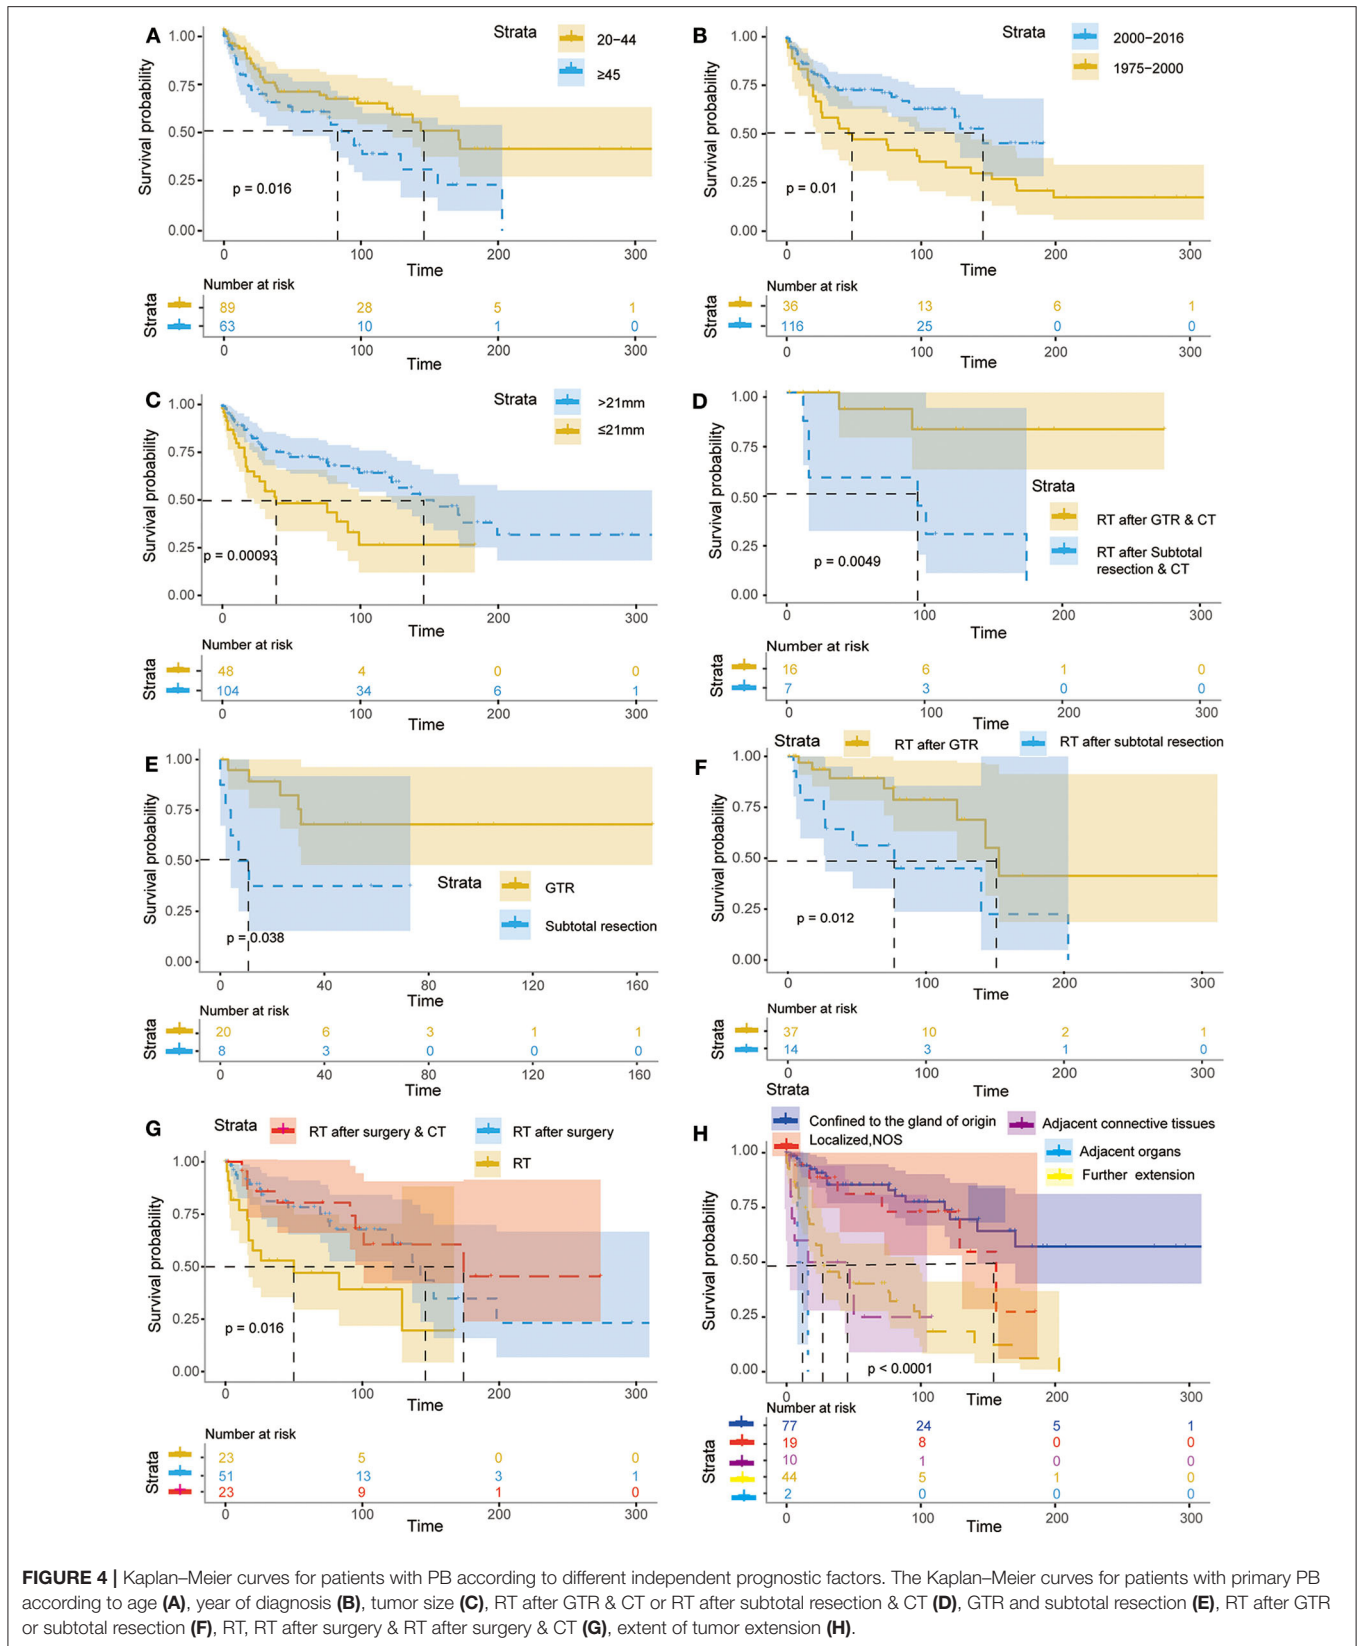 A
Strata
20-44
≥45
Survival probability
1.00
0.75
0.50
0.25
0.00
p = 0.016
0 100 200 300
Time
Number at risk
Strata
89 28 5 1
63 10 1 0
0 100 200 300
Time
B
Strata
2000-2016
1975-2000
Survival probability
1.00
0.75
0.50
0.25
0.00
p = 0.01
0 100 200 300
Time
Number at risk
Strata
36 13 6 1
116 25 0 0
0 100 200 300
Time
C
Strata
>21mm
≤21mm
Survival probability
1.00
0.75
0.50
0.25
0.00
p = 0.00093
0 100 200 300
Time
Number at risk
Strata
48 4 0 0
104 34 6 1
0 100 200 300
Time
D
Survival probability
1.00
0.75
0.50
0.25
0.00
Strata
RT after GTR & CT
RT after Subtotal
resection & CT
p = 0.0049
0 100 200 300
Time
Number at risk
Strata
16 6 1 0
7 3 0 0
0 100 200 300
Time
E
Survival probability
1.00
0.75
0.50
0.25
0.00
Strata
GTR
Subtotal resection
p = 0.038
0 40 80 120 160
Time
Number at risk
Strata
20 6 3 1 1
8 3 0 0 0
0 40 80 120 160
Time
F
Strata
RT after GTR
RT after subtotal resection
Survival probability
1.00
0.75
0.50
0.25
0.00
p = 0.012
0 100 200 300
Time
Number at risk
Strata
37 10 2 1
14 3 1 0
0 100 200 300
Time
G
Strata
RT after surgery & CT
RT after surgery
RT
Survival probability
1.00
0.75
0.50
0.25
0.00
p = 0.016
0 100 200 300
Time
Number at risk
Strata
23 5 0 0
51 13 3 1
23 9 1 0
0 100 200 300
Time
H
Strata
Confined to the gland of origin
Localized,NOS
Adjacent connective tissues
Adjacent organs
Further extension
Survival probability
1.00
0.75
0.50
0.25
0.00
p < 0.0001
0 100 200 300
Time
Number at risk
Strata
77 24 5 1
19 8 0 0
10 1 0 0
44 5 1 0
2 0 0 0
0 100 200 300
Time
FIGURE 4 | Kaplan–Meier curves for patients with PB according to different independent prognostic factors. The Kaplan–Meier curves for patients with primary PB
according to age (A), year of diagnosis (B), tumor size (C), RT after GTR & CT or RT after subtotal resection & CT (D), GTR and subtotal resection (E), RT after GTR
or subtotal resection (F), RT, RT after surgery & RT after surgery & CT (G), extent of tumor extension (H).